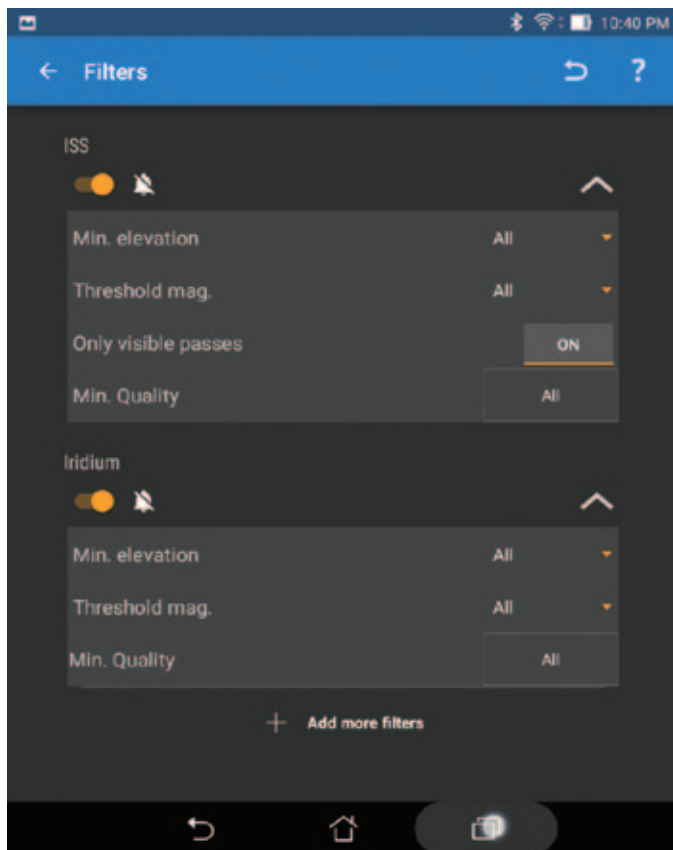 10:40 PM
Filters
?
ISS
Min. elevation All
Threshold mag. All
Only visible passes ON
Min. Quality All
Iridium
Min. elevation All
Threshold mag. All
Min. Quality All
+ Add more filters